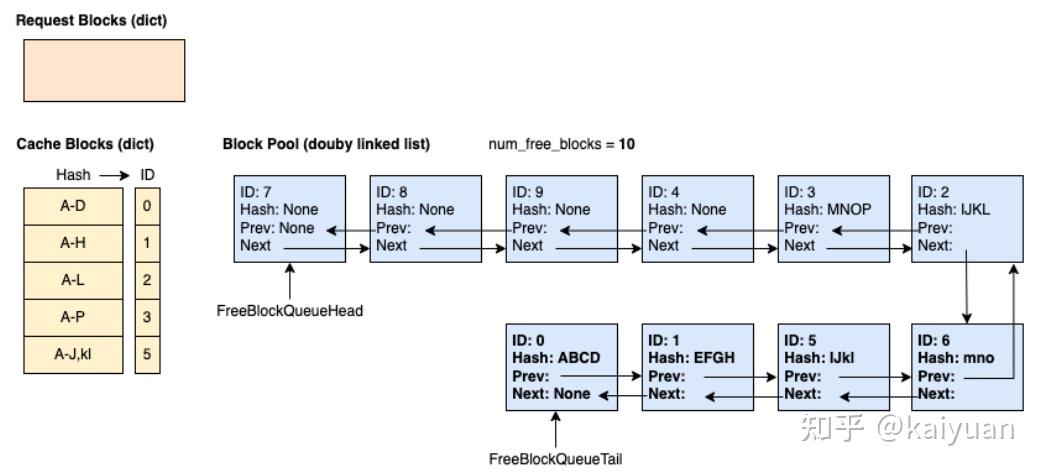 Request Blocks (dict)
Cache Blocks (dict)
Hash
ID
A-D
0
A-H
1
A-L
2
A-P
3
A-J,kl
5
Block Pool (douby linked list)
num_free_blocks = 10
ID: 7
Hash: None
Prev: None
Next
ID: 8
Hash: None
Prev:
Next
ID: 9
Hash: None
Prev:
Next
ID: 4
Hash: None
Prev:
Next
ID: 3
Hash: MNOP
Prev:
Next
ID: 2
Hash: IJKL
Prev:
Next:
FreeBlockQueueHead
ID: 0
Hash: ABCD
Prev:
Next: None
ID: 1
Hash: EFGH
Prev:
Next:
ID: 5
Hash: IJkl
Prev:
Next:
ID: 6
Hash: mno
Prev:
Next:
FreeBlockQueueTail
知乎 @kaiyuan